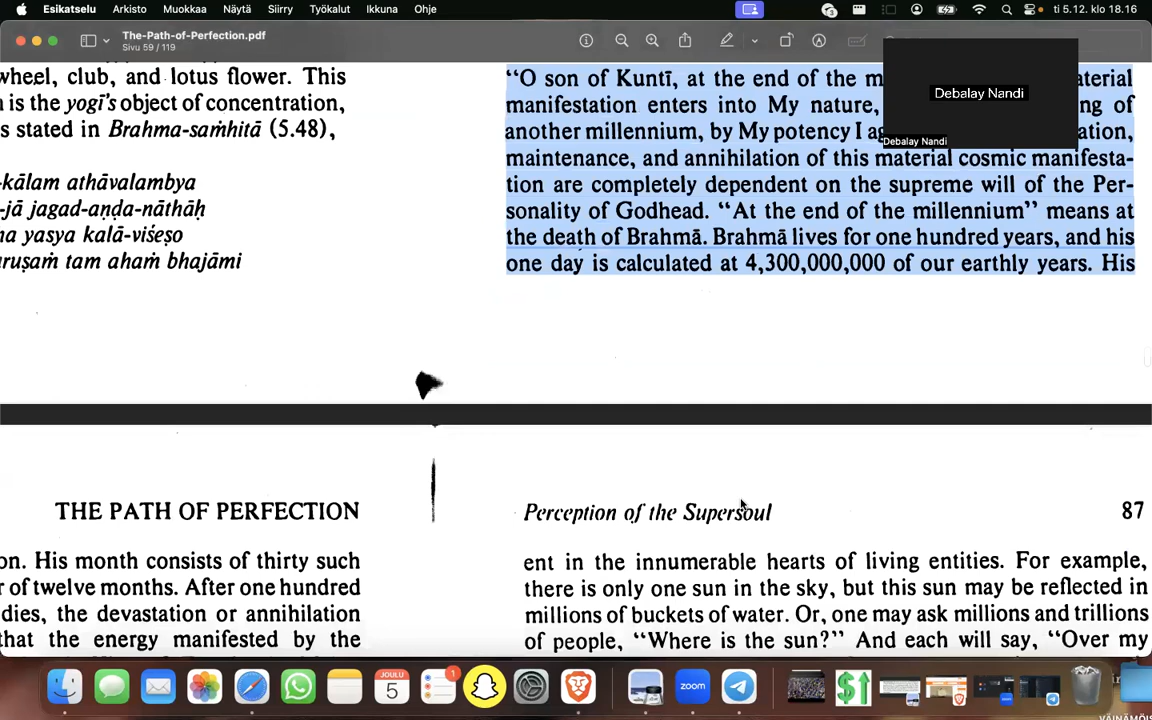 Esikatselu Arkisto Muokkaa Näytä Siirry Työkalut Ikkuna Ohje ti 5.12. klo 18.16
The-Path-of-Perfection.pdf
Sivu 59 / 119
Debalay Nandi
Debalay Nandi
wheel, club, and lotus flower. This
n is the yogī's object of concentration,
s stated in Brahma-saṁhitā (5.48),
-kālam athāvalambya
-jā jagad-aṇḍa-nāthāḥ
na yasya kalā-viśeṣo
ruṣaṁ tam ahaṁ bhajāmi
“O son of Kuntī, at the end of the m aterial
manifestation enters into My nature, ng of
another millennium, by My potency I ag ation,
maintenance, and annihilation of this material cosmic manifesta-
tion are completely dependent on the supreme will of the Per-
sonality of Godhead. “At the end of the millennium” means at
the death of Brahmā. Brahmā lives for one hundred years, and his
one day is calculated at 4,300,000,000 of our earthly years. His
THE PATH OF PERFECTION
on. His month consists of thirty such
r of twelve months. After one hundred
dies, the devastation or annihilation
that the energy manifested by the
Perception of the Supersoul 87
ent in the innumerable hearts of living entities. For example,
there is only one sun in the sky, but this sun may be reflected in
millions of buckets of water. Or, one may ask millions and trillions
of people, “Where is the sun?” And each will say, “Over my
JOULU
5
1
zoom
VÄINÄMÖIS